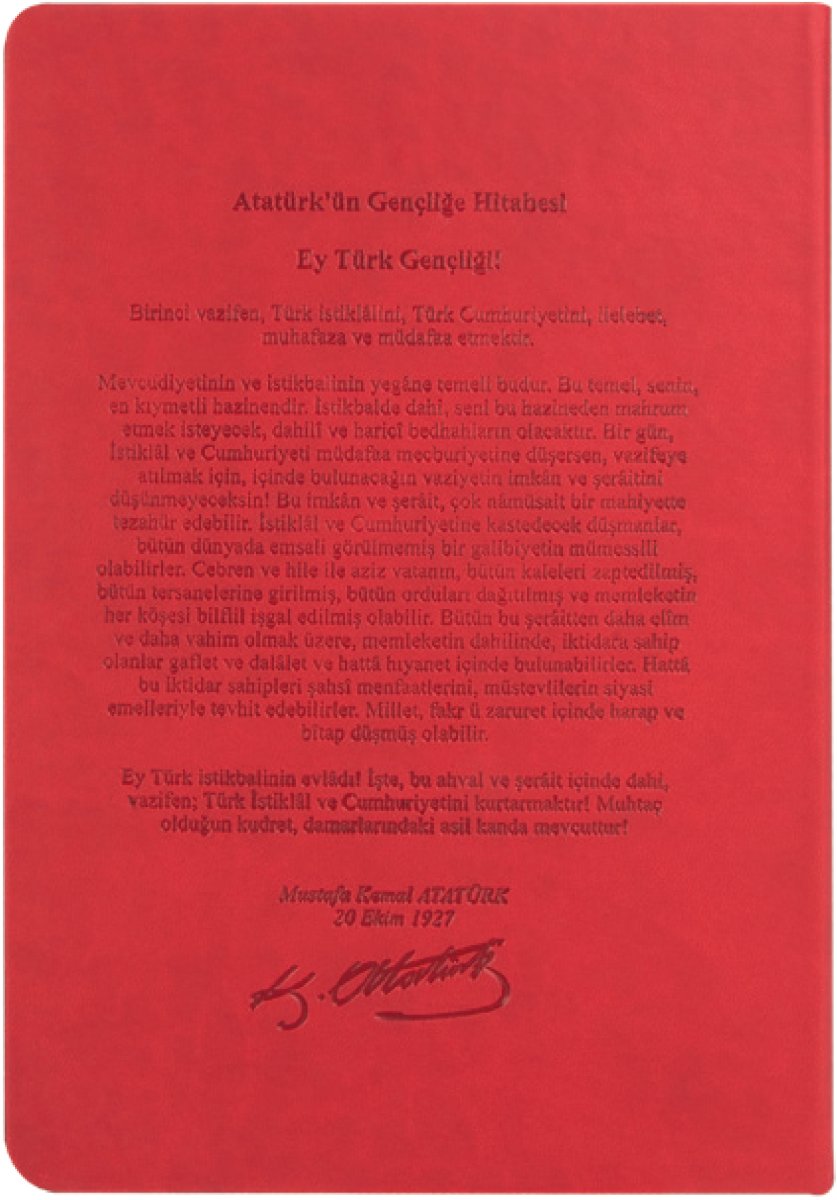 Atatürk'ün Gençliğe Hitabesi
Ey Türk Gençliği!
Birinci vazifen, Türk istiklâlini, Türk Cumhuriyetini, ilelebet,
muhafaza ve müdafaa etmektir.
Mevcudiyetinin ve istikbalinin yegâne temeli budur. Bu temel, senin,
en kıymetli hazinendir. İstikbalde dahi, seni bu hazineden mahrum
etmek isteyecek, dahilî ve haricî bedhahların olacaktır. Bir gün,
İstiklâl ve Cumhuriyeti müdafaa mecburiyetine düşersen, vazifeye
atılmak için, içinde bulunacağın vaziyetin imkân ve şerâitini
düşünmeyeceksin! Bu imkân ve şerâit, çok nâmüsait bir mahiyette
tezahür edebilir. İstiklâl ve Cumhuriyetine kastedecek düşmanlar,
bütün dünyada emsali görülmemiş bir galibiyetin mümessili
olabilirler. Cebren ve hile ile aziz vatanın, bütün kaleleri zaptedilmiş,
bütün tersanelerine girilmiş, bütün orduları dağıtılmış ve memleketin
her köşesi bilfiil işgal edilmiş olabilir. Bütün bu şerâitten daha elîm
ve daha vahim olmak üzere, memleketin dahilinde, iktidara sahip
olanlar gaflet ve dalâlet ve hattâ hıyanet içinde bulunabilirler. Hattâ
bu iktidar sahipleri şahsî menfaatlerini, müstevlilerin siyasi
emelleriyle tevhit edebilirler. Millet, fakr ü zaruret içinde harap ve
bîtap düşmüş olabilir.
Ey Türk istikbalinin evlâdı! İşte, bu ahval ve şerâit içinde dahi,
vazifen; Türk İstiklâl ve Cumhuriyetini kurtarmaktır! Muhtaç
olduğun kudret, damarlarındaki asil kanda mevcuttur!
Mustafa Kemal ATATÜRK
20 Ekim 1927
K. Atatürk